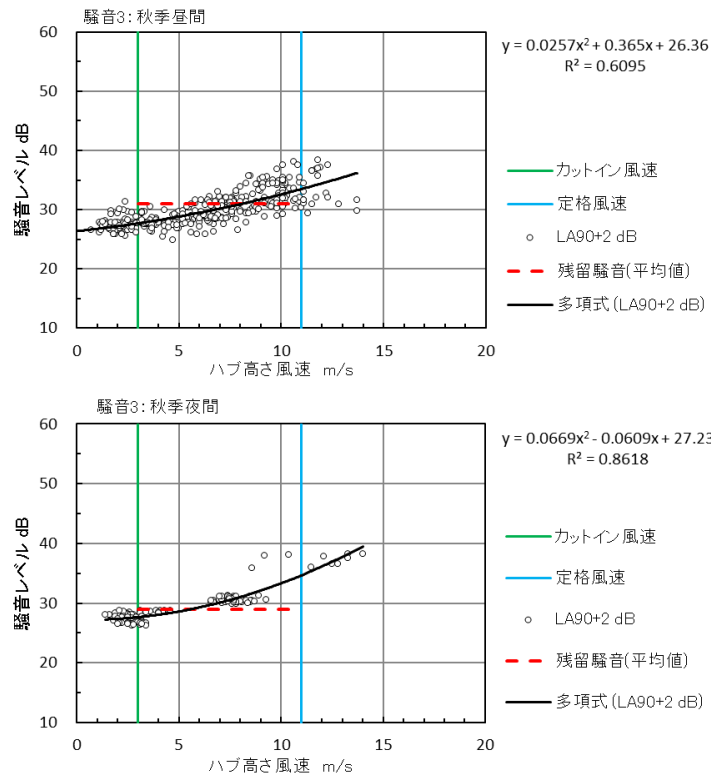 騒音3：秋季昼間
60
50
40
30
20
10
騒音レベル dB
0
5
10
15
20
ハブ高さ風速 m/s
y = 0.0257x² + 0.365x + 26.36
R² = 0.6095
カットイン風速
定格風速
LA90+2 dB
残留騒音(平均値)
多項式 (LA90+2 dB)
騒音3：秋季夜間
60
50
40
30
20
10
騒音レベル dB
0
5
10
15
20
ハブ高さ風速 m/s
y = 0.0669x² - 0.0609x + 27.23
R² = 0.8618
カットイン風速
定格風速
LA90+2 dB
残留騒音(平均値)
多項式 (LA90+2 dB)